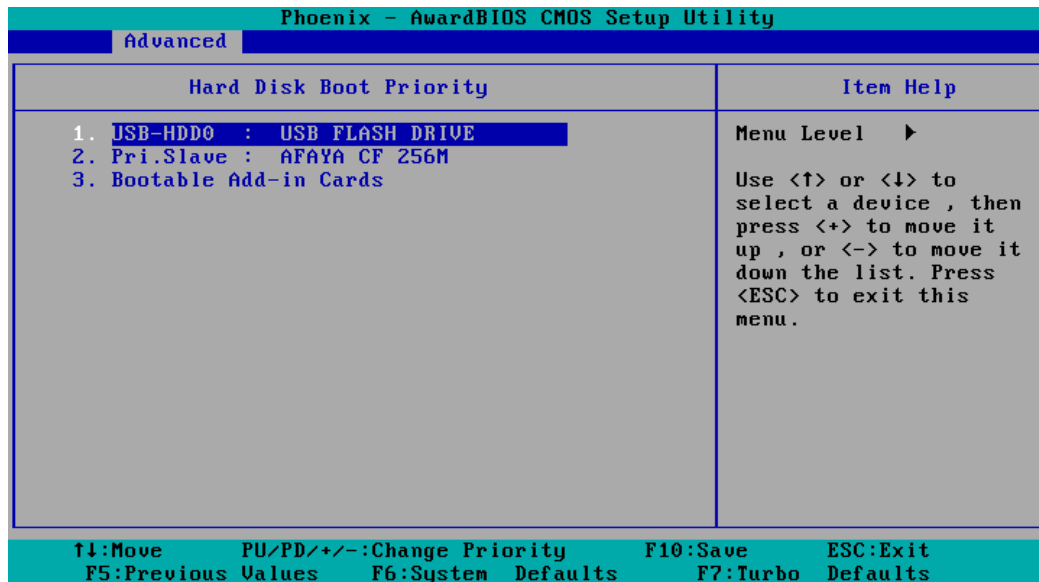 Phoenix - AwardBIOS CMOS Setup Utility
Advanced
Hard Disk Boot Priority
Item Help
1. USB-HDD0 : USB FLASH DRIVE
2. Pri.Slave : AFAYA CF 256M
3. Bootable Add-in Cards
Menu Level ▶
Use <↑> or <↓> to
select a device , then
press <+> to move it
up , or <-> to move it
down the list. Press
<ESC> to exit this
menu.
↑↓:Move PU/PD/+/-:Change Priority F10:Save ESC:Exit
F5:Previous Values F6:System Defaults F7:Turbo Defaults